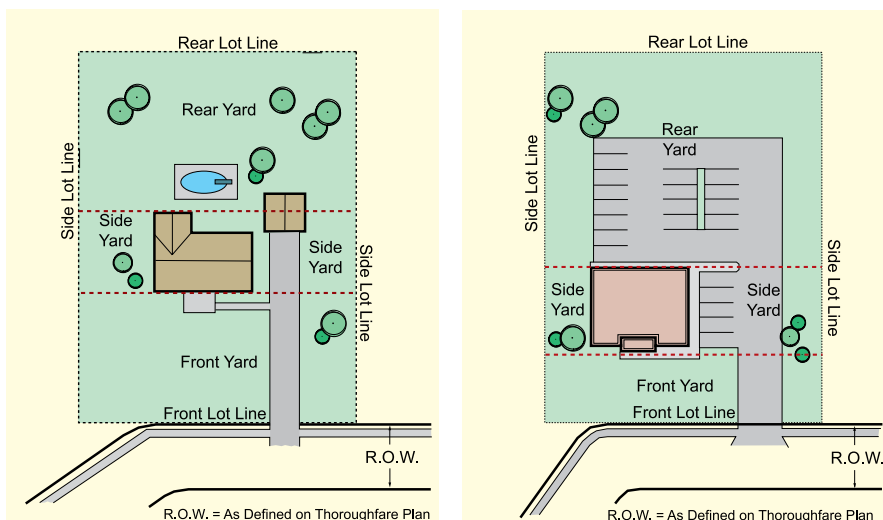 Rear Lot Line
Rear Yard
Side Lot Line
Side
Yard
Side
Yard
Side Lot Line
Front Yard
Front Lot Line
R.O.W.
R.O.W. = As Defined on Thoroughfare Plan
Rear Lot Line
Rear
Yard
Side Lot Line
Side
Yard
Side
Yard
Side Lot Line
Front Yard
Front Lot Line
R.O.W.
R.O.W. = As Defined on Thoroughfare Plan